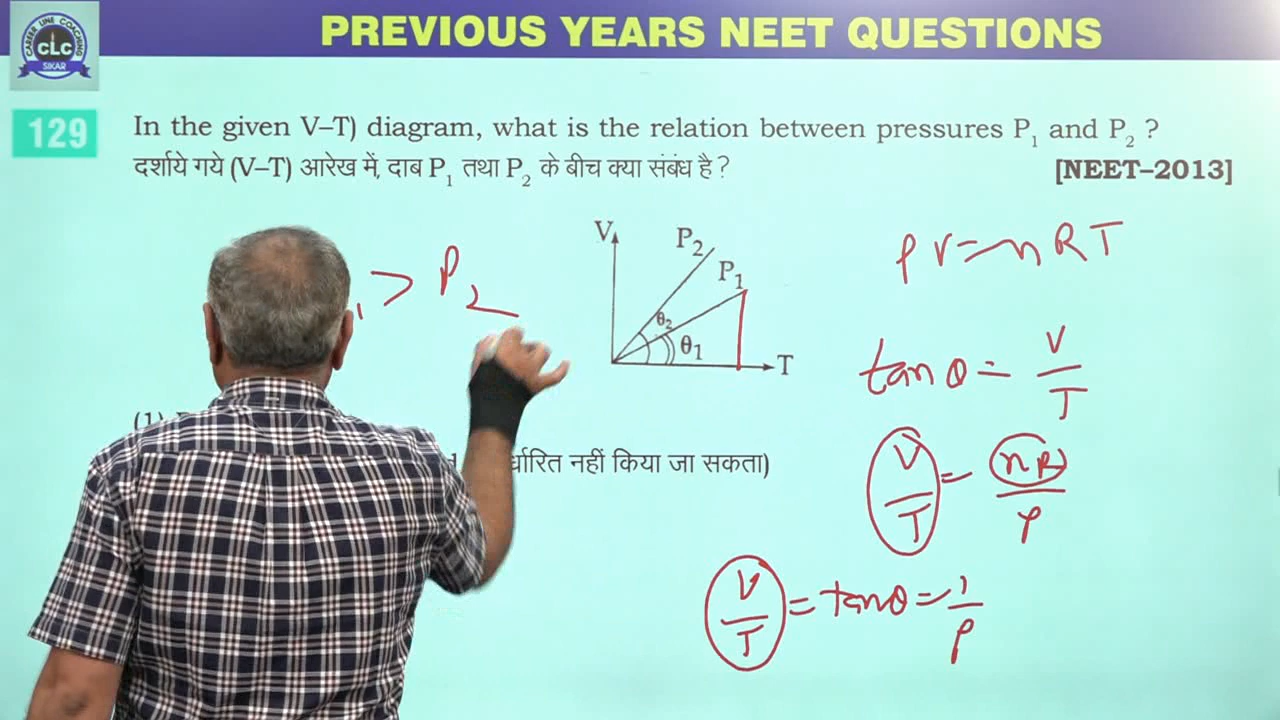 PREVIOUS YEARS NEET QUESTIONS
CAREER LINE COACHING
CLC
SIKAR
129
In the given V–T) diagram, what is the relation between pressures P₁ and P₂ ?
दर्शाये गये (V–T) आरेख में, दाब P₁ तथा P₂ के बीच क्या संबंध है ?
[NEET–2013]
V
P₂
P₁
θ₂
θ₁
T
₁ > P₂
PV = nRT
tan θ = V/T
V/T = nR/P
V/T = tanθ = 1/P
(1)
र्धारित नहीं किया जा सकता)